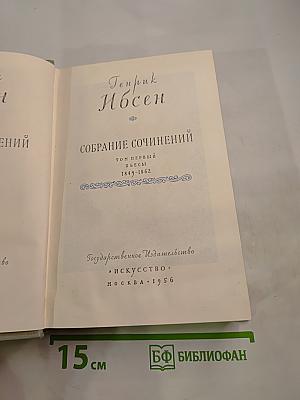 Генрик
Ибсен
СОБРАНИЕ СОЧИНЕНИЙ
ТОМ ПЕРВЫЙ
ПЬЕСЫ
1849-1862
Государственное Издательство
«ИСКУССТВО»
МОСКВА • 1956
15 см
БФ БИБЛИОФАН